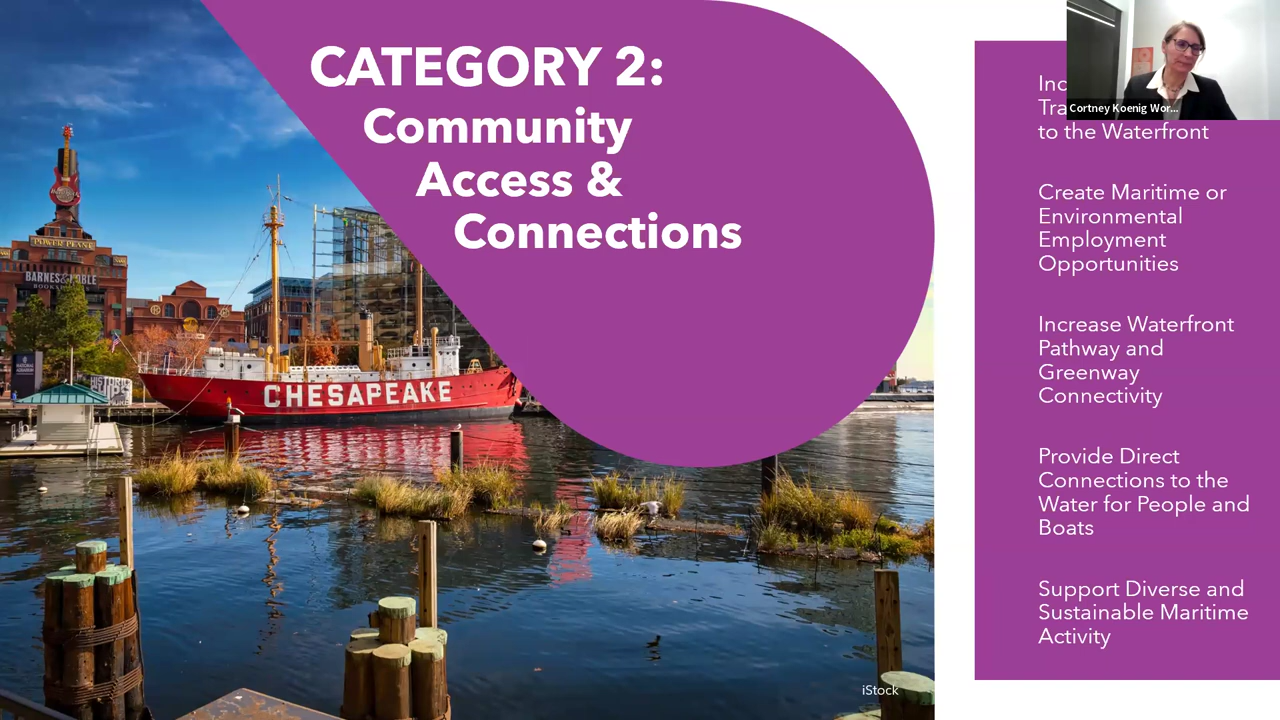 CATEGORY 2:
Community
Access &
Connections
to the Waterfront
Create Maritime or
Environmental
Employment
Opportunities
Increase Waterfront
Pathway and
Greenway
Connectivity
Provide Direct
Connections to the
Water for People and
Boats
Support Diverse and
Sustainable Maritime
Activity
Cortney Koenig Wor...
POWER PLANT
BARNES & NOBLE
CHESAPEAKE
iStock